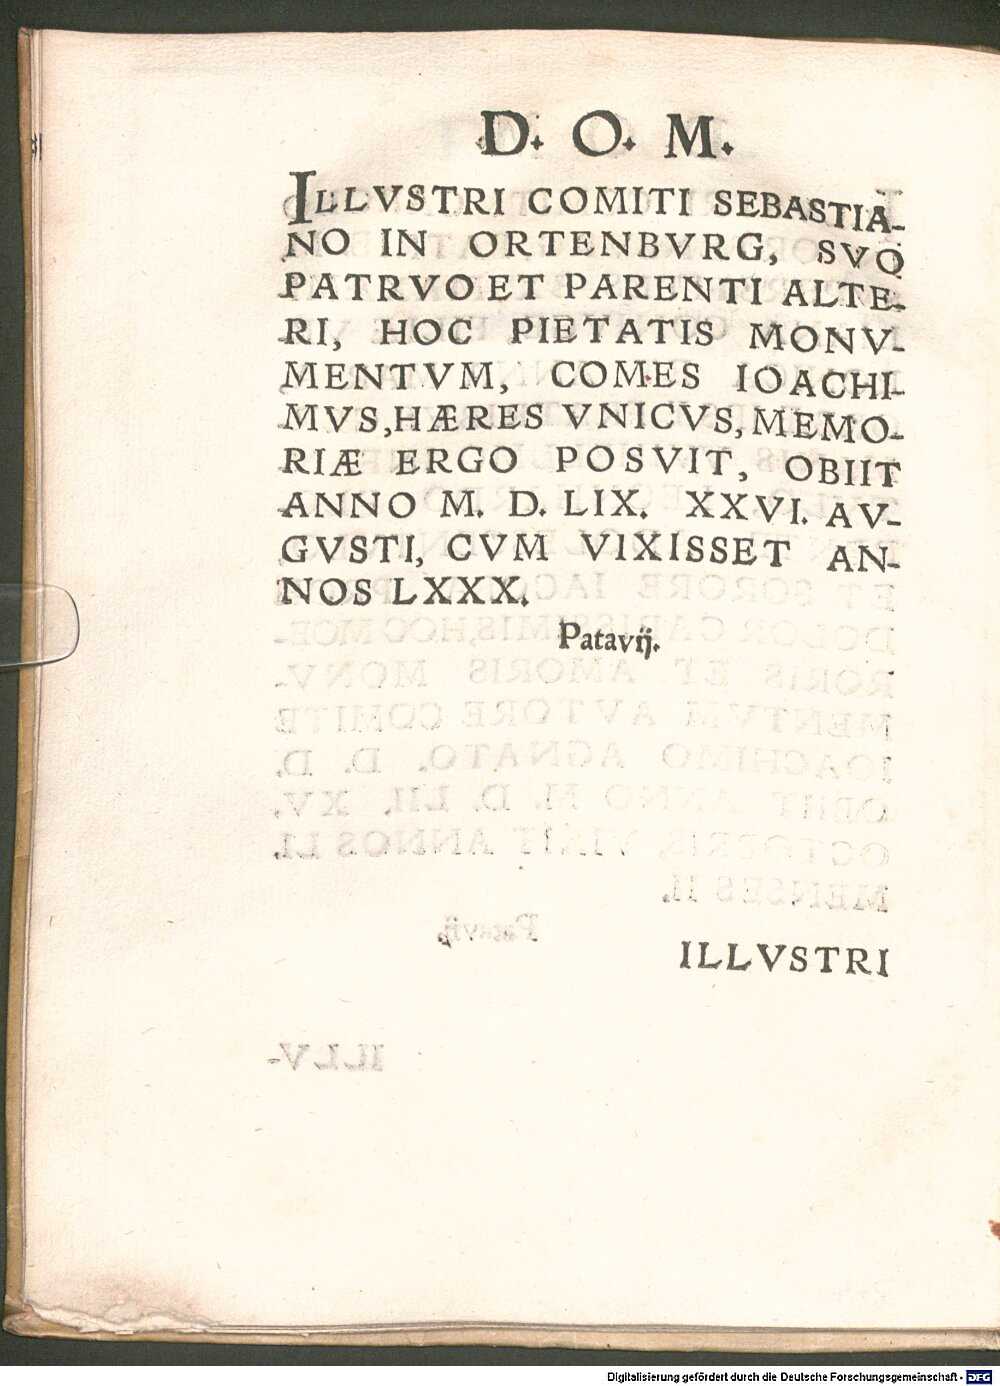 D. O. M.
ILLVSTRI COMITI SEBASTIA-
NO IN ORTENBVRG, SVO
PATRVO ET PARENTI ALTE-
RI, HOC PIETATIS MONV-
MENTVM, COMES IOACHI-
MVS, HÆRES VNICVS, MEMO-
RIÆ ERGO POSVIT, OBIIT
ANNO M. D. LIX. XXVI. AV-
GVSTI, CVM VIXISSET AN-
NOS LXXX.
Patavij.
ILLVSTRI
Digitalisierung gefördert durch die Deutsche Forschungsgemeinschaft - DFG